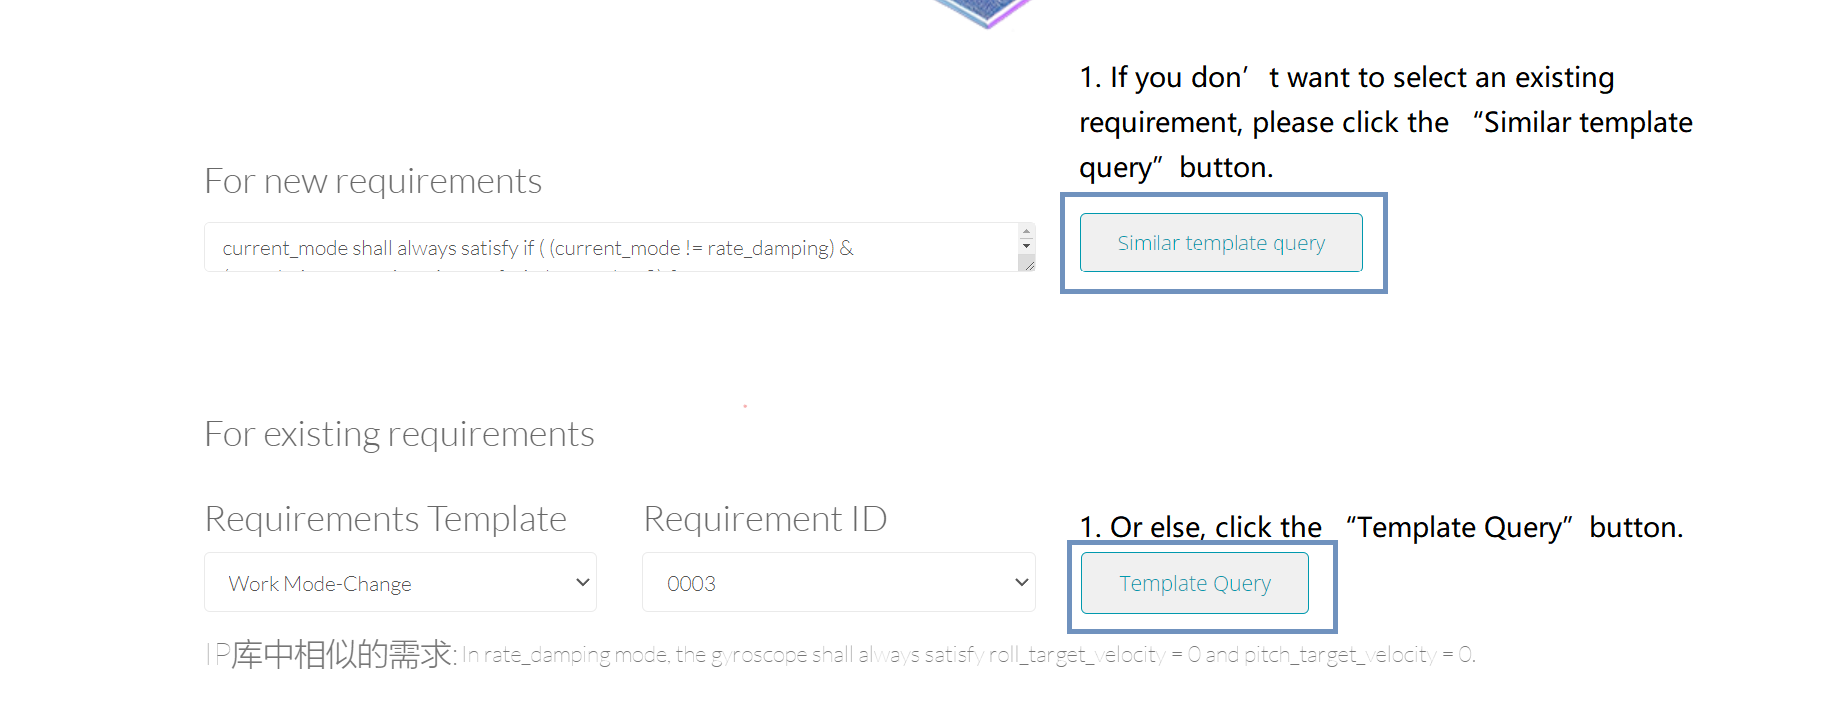 1. If you don’t want to select an existing
requirement, please click the “Similar template
query” button.
For new requirements
current_mode shall always satisfy if ( (current_mode != rate_damping) &
Similar template query
For existing requirements
Requirements Template
Requirement ID
1. Or else, click the “Template Query” button.
Work Mode-Change
0003
Template Query
IP库中相似的需求: In rate_damping mode, the gyroscope shall always satisfy roll_target_velocity = 0 and pitch_target_velocity = 0.